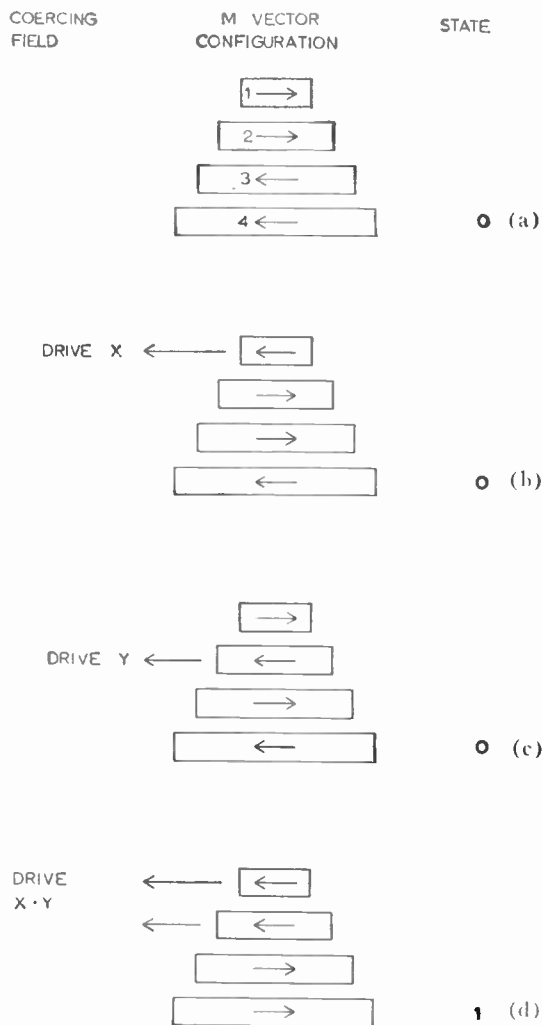 COERCING FIELD
M VECTOR CONFIGURATION
STATE
1
2
3
4
0 (a)
DRIVE X
0 (b)
DRIVE Y
0 (c)
DRIVE X · Y
1 (d)